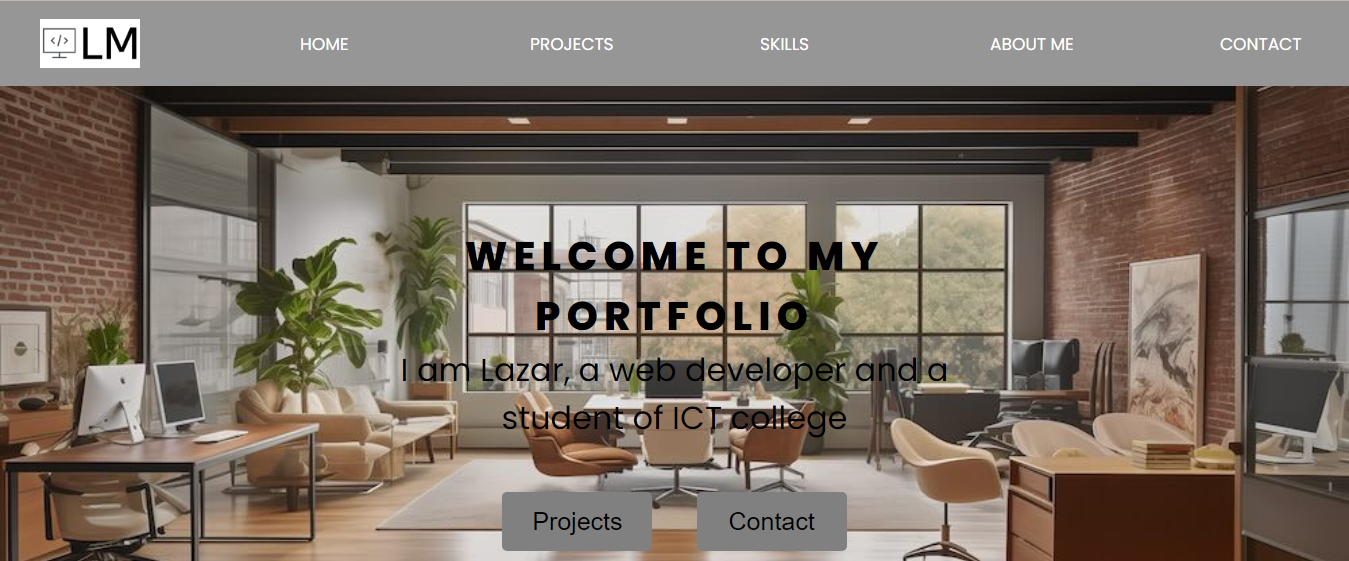 </> LM
HOME
PROJECTS
SKILLS
ABOUT ME
CONTACT
WELCOME TO MY
PORTFOLIO
I am Lazar, a web developer and a
student of ICT college
Projects
Contact